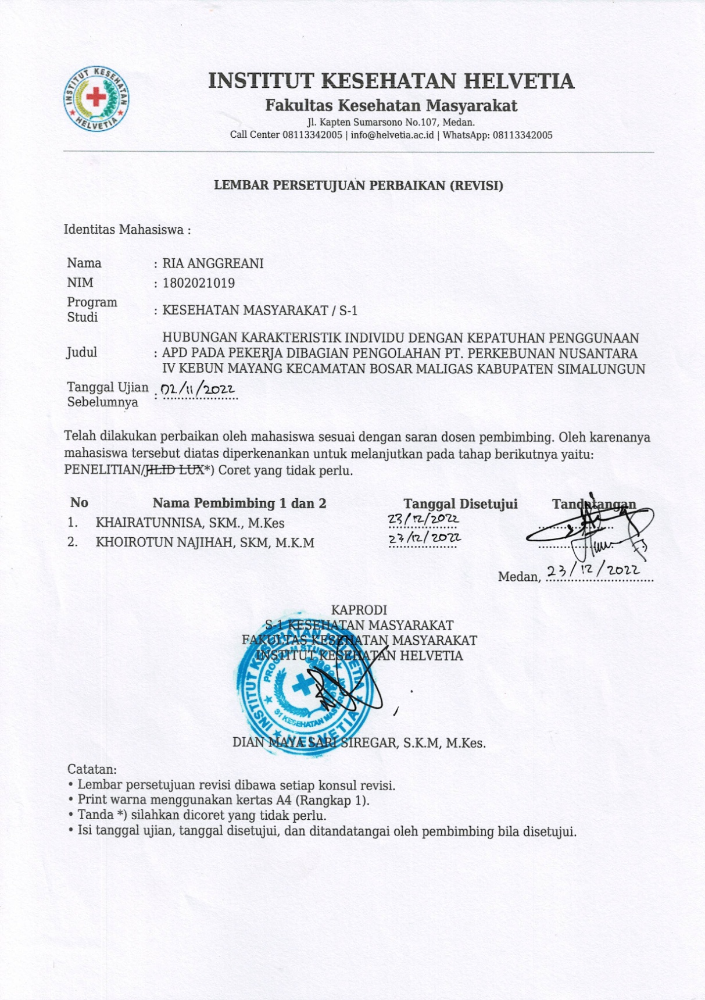 INSTITUT KESEHATAN
HELVETIA
INSTITUT KESEHATAN HELVETIA
Fakultas Kesehatan Masyarakat
Jl. Kapten Sumarsono No.107, Medan.
Call Center 08113342005 | info@helvetia.ac.id | WhatsApp: 08113342005
LEMBAR PERSETUJUAN PERBAIKAN (REVISI)
Identitas Mahasiswa :
Nama : RIA ANGGREANI
NIM : 1802021019
Program
Studi : KESEHATAN MASYARAKAT / S-1
HUBUNGAN KARAKTERISTIK INDIVIDU DENGAN KEPATUHAN PENGGUNAAN
Judul : APD PADA PEKERJA DIBAGIAN PENGOLAHAN PT. PERKEBUNAN NUSANTARA
IV KEBUN MAYANG KECAMATAN BOSAR MALIGAS KABUPATEN SIMALUNGUN
Tanggal Ujian
Sebelumnya : 02/11/2022
Telah dilakukan perbaikan oleh mahasiswa sesuai dengan saran dosen pembimbing. Oleh karenanya
mahasiswa tersebut diatas diperkenankan untuk melanjutkan pada tahap berikutnya yaitu:
PENELITIAN/JILID LUX*) Coret yang tidak perlu.
No Nama Pembimbing 1 dan 2 Tanggal Disetujui Tandatangan
1. KHAIRATUNNISA, SKM., M.Kes 23/12/2022
2. KHOIROTUN NAJIHAH, SKM, M.K.M 23/12/2022
Medan, 23/12/2022
KAPRODI
S-1 KESEHATAN MASYARAKAT
FAKULTAS KESEHATAN MASYARAKAT
INSTITUT KESEHATAN HELVETIA
INSTITUT KESEHATAN HELVETIA
PROGRAM STUDI
S1 KESEHATAN MASYARAKAT
HELVETIA
DIAN MAYA SARI SIREGAR, S.K.M, M.Kes.
Catatan:
• Lembar persetujuan revisi dibawa setiap konsul revisi.
• Print warna menggunakan kertas A4 (Rangkap 1).
• Tanda *) silahkan dicoret yang tidak perlu.
• Isi tanggal ujian, tanggal disetujui, dan ditandatangai oleh pembimbing bila disetujui.